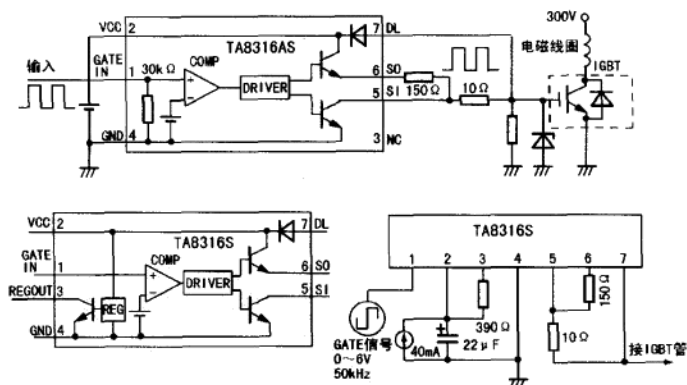 VCC 2
TA8316AS
7 DL
300V
电磁线圈
输入
GATE
IN
1
30kΩ
COMP
DRIVER
6 SO
150Ω
5 SI
10Ω
IGBT
GND 4
3 NC
VCC 2
TA8316S
7 DL
GATE
IN
1
COMP
DRIVER
6 SO
REGOUT 3
REG
5 SI
GND 4
TA8316S
1 2 3 4 5 6 7
GATE信号
0～6V
50kHz
40mA
22μF
390Ω
150Ω
10Ω
接IGBT管